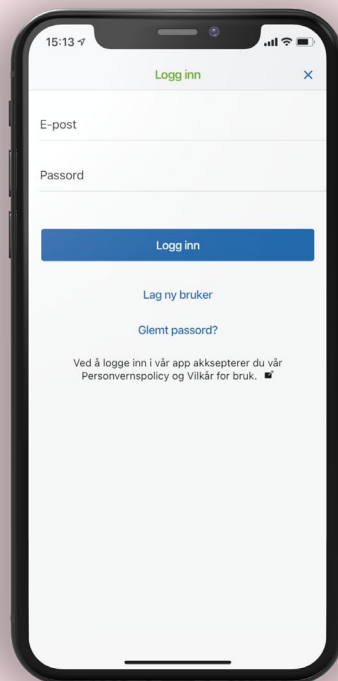 15:13
Logg inn
E-post
Passord
Logg inn
Lag ny bruker
Glemt passord?
Ved å logge inn i vår app akksepterer du vår
Personvernspolicy og Vilkår for bruk.